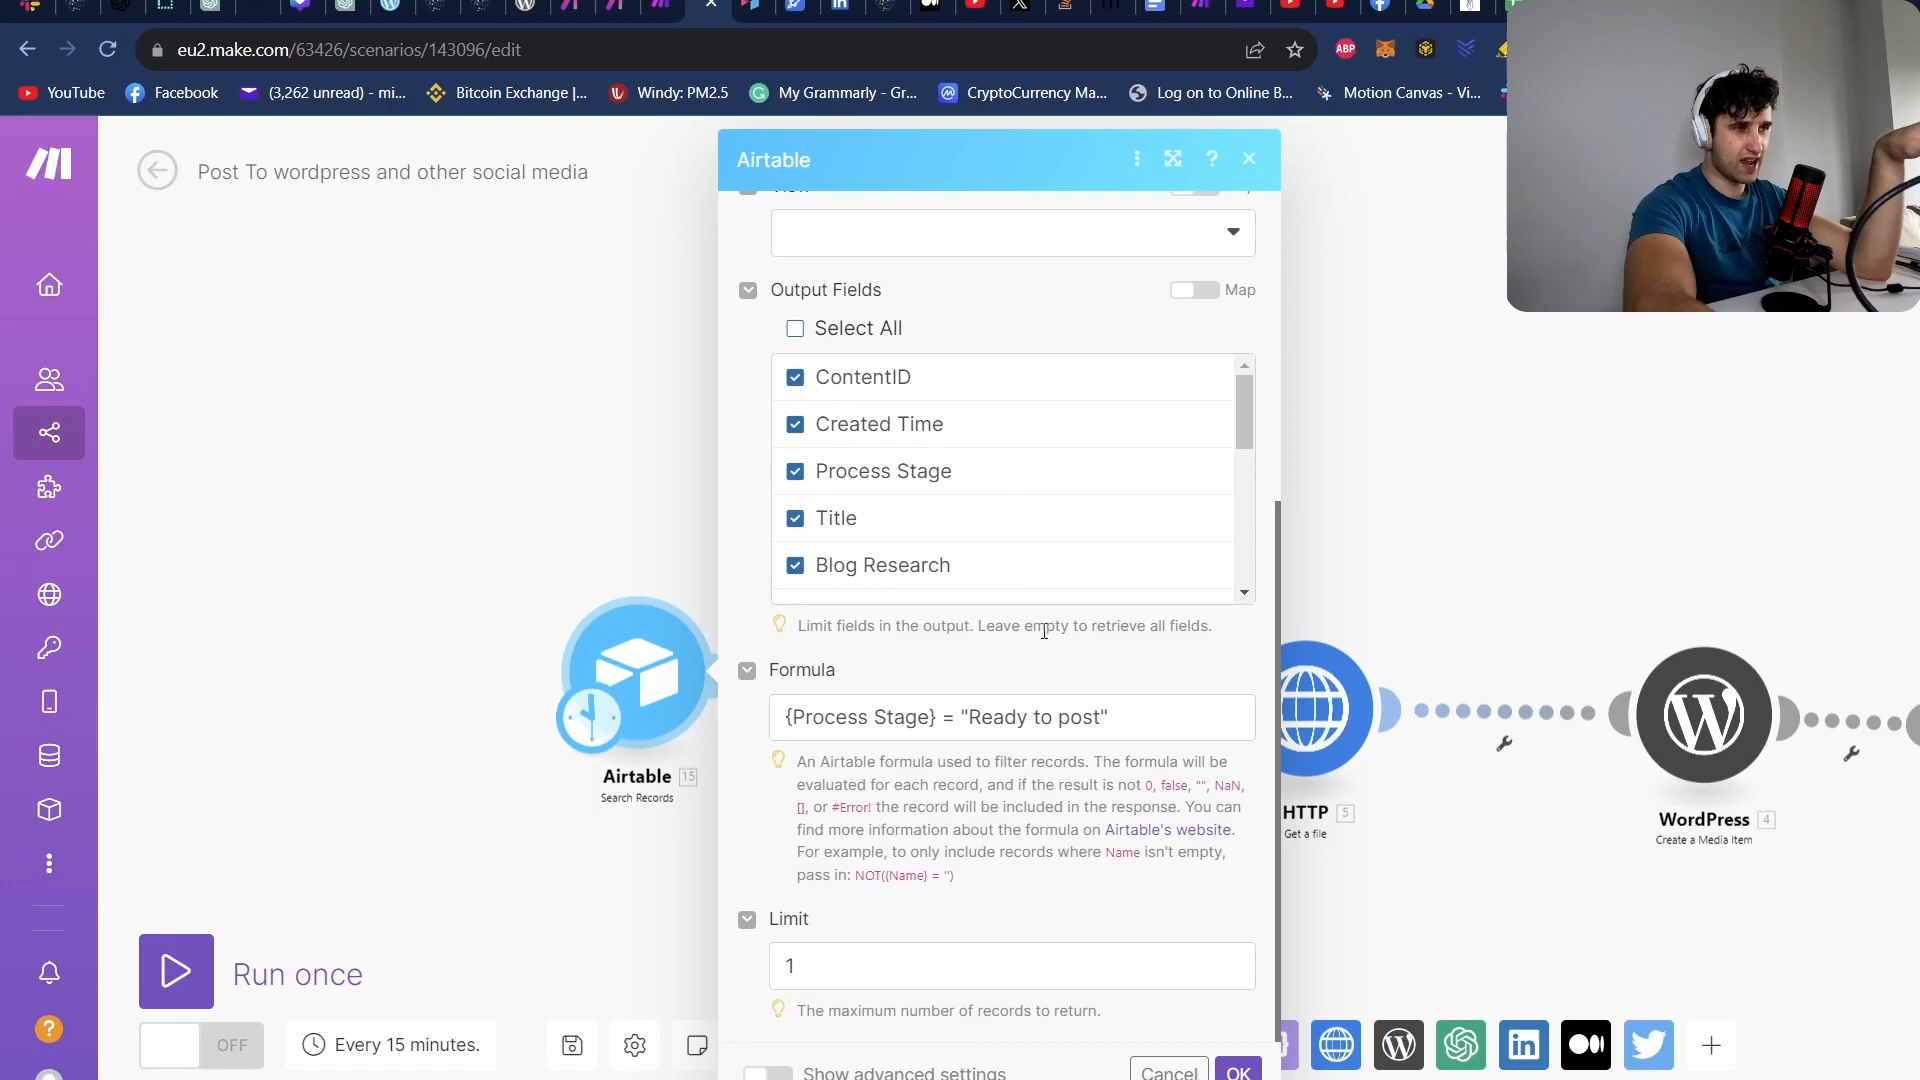 eu2.make.com/63426/scenarios/143096/edit
ABP
YouTube
Facebook
(3,262 unread) - mi...
Bitcoin Exchange |...
Windy: PM2.5
My Grammarly - Gr...
CryptoCurrency Ma...
Log on to Online B...
Motion Canvas - Vi...
Post To wordpress and other social media
Airtable
?
Output Fields
Map
Select All
ContentID
Created Time
Process Stage
Title
Blog Research
Limit fields in the output. Leave empty to retrieve all fields.
Formula
{Process Stage} = "Ready to post"
An Airtable formula used to filter records. The formula will be
evaluated for each record, and if the result is not 0, false, "", NaN,
[], or #Error! the record will be included in the response. You can
find more information about the formula on Airtable's website.
For example, to only include records where Name isn't empty,
pass in: NOT({Name} = '')
Limit
1
The maximum number of records to return.
Show advanced settings
Cancel
OK
Airtable 15
Search Records
HTTP 5
Get a file
WordPress 4
Create a Media Item
Run once
OFF
Every 15 minutes.
?